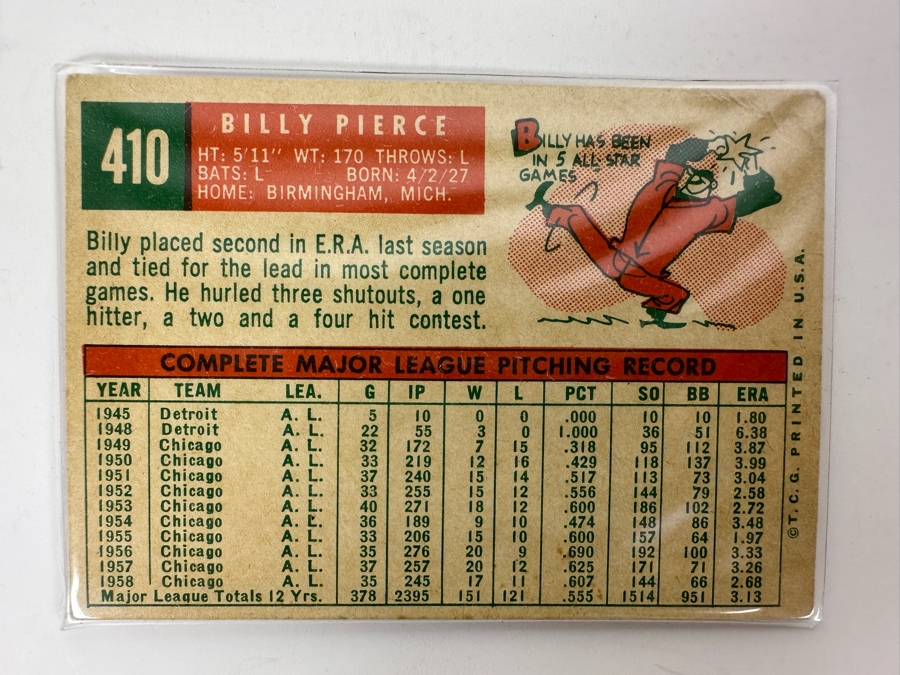 410
BILLY PIERCE
HT: 5'11" WT: 170 THROWS: L
BATS: L BORN: 4/2/27
HOME: BIRMINGHAM, MICH.
BILLY HAS BEEN
IN 5 ALL STAR
GAMES
Billy placed second in E.R.A. last season
and tied for the lead in most complete
games. He hurled three shutouts, a one
hitter, a two and a four hit contest.
COMPLETE MAJOR LEAGUE PITCHING RECORD
YEAR TEAM LEA. G IP W L PCT SO BB ERA
1945 Detroit A. L. 5 10 0 0 .000 10 10 1.80
1948 Detroit A. L. 22 55 3 0 1.000 36 51 6.38
1949 Chicago A. L. 32 172 7 15 .318 95 112 3.87
1950 Chicago A. L. 33 219 12 16 .429 118 137 3.99
1951 Chicago A. L. 37 240 15 14 .517 113 73 3.04
1952 Chicago A. L. 33 255 15 12 .556 144 79 2.58
1953 Chicago A. L. 40 271 18 12 .600 186 102 2.72
1954 Chicago A. L. 36 189 9 10 .474 148 86 3.48
1955 Chicago A. L. 33 206 15 10 .600 157 64 1.97
1956 Chicago A. L. 35 276 20 9 .690 192 100 3.33
1957 Chicago A. L. 37 257 20 12 .625 171 71 3.26
1958 Chicago A. L. 35 245 17 11 .607 144 66 2.68
Major League Totals 12 Yrs. 378 2395 151 121 .555 1514 951 3.13
©T. C. G. PRINTED IN U.S.A.